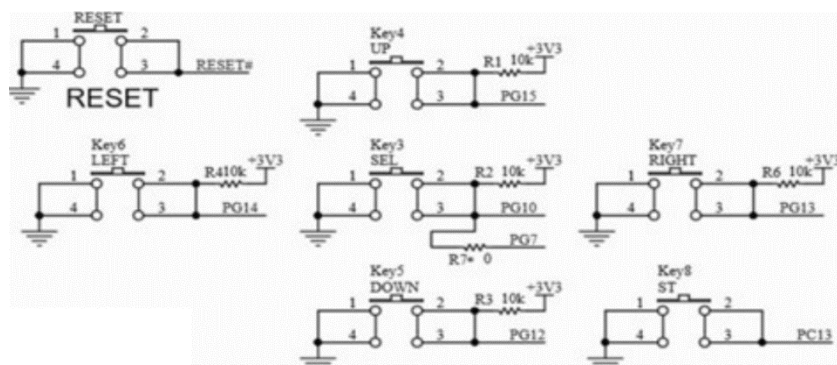 RESET
1 2
4 3 RESET#
RESET
Key4
UP
R1 10k +3V3
1 2
4 3 PG15
Key6
LEFT
R4 10k +3V3
1 2
4 3 PG14
Key3
SEL
R2 10k +3V3
1 2
4 3 PG10
R7* 0 PG7
Key7
RIGHT
R6 10k +3V3
1 2
4 3 PG13
Key5
DOWN
R3 10k +3V3
1 2
4 3 PG12
Key8
ST
1 2
4 3 PC13